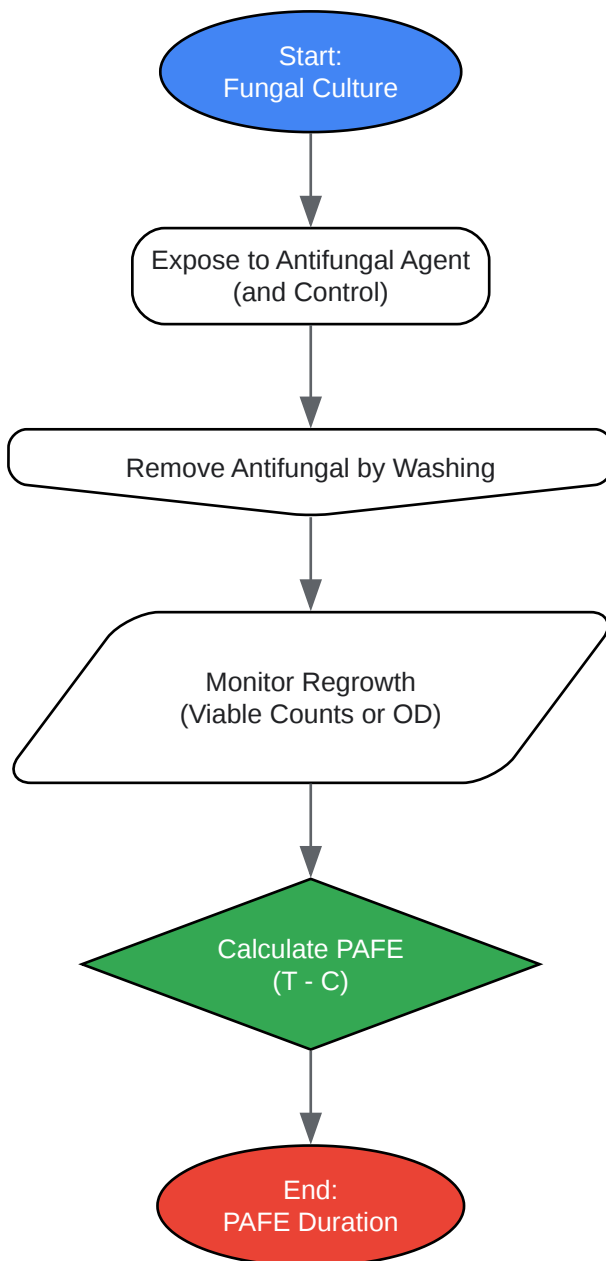 Start:
Fungal Culture
Expose to Antifungal Agent
(and Control)
Remove Antifungal by Washing
Monitor Regrowth
(Viable Counts or OD)
Calculate PAFE
(T - C)
End:
PAFE Duration